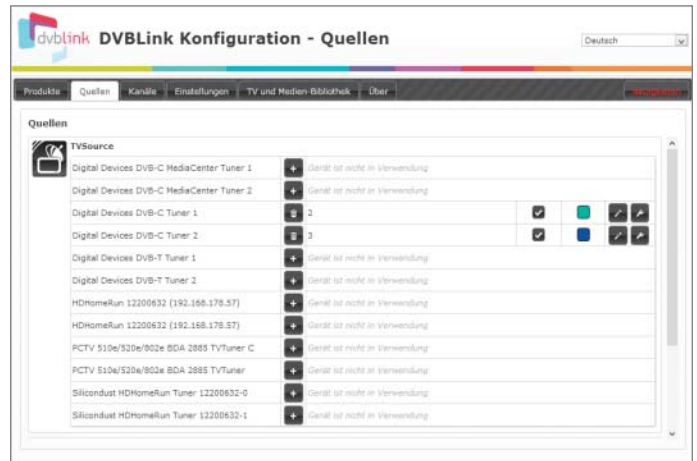 dvblink DVBLink Konfiguration - Quellen
Deutsch
Produkte Quellen Kanäle Einstellungen TV und Medien-Bibliothek Über
Quellen
TVSource
Digital Devices DVB-C MediaCenter Tuner 1 Gerät ist nicht in Verwendung
Digital Devices DVB-C MediaCenter Tuner 2 Gerät ist nicht in Verwendung
Digital Devices DVB-C Tuner 1 2
Digital Devices DVB-C Tuner 2 3
Digital Devices DVB-T Tuner 1 Gerät ist nicht in Verwendung
Digital Devices DVB-T Tuner 2 Gerät ist nicht in Verwendung
HDHomeRun 12200632 (192.168.178.57) Gerät ist nicht in Verwendung
HDHomeRun 12200632 (192.168.178.57) Gerät ist nicht in Verwendung
PCTV 510e/520e/802e BDA 2885 TVTuner C Gerät ist nicht in Verwendung
PCTV 510e/520e/802e BDA 2885 TVTuner Gerät ist nicht in Verwendung
Silicondust HDHomeRun Tuner 12200632-0 Gerät ist nicht in Verwendung
Silicondust HDHomeRun Tuner 12200632-1 Gerät ist nicht in Verwendung